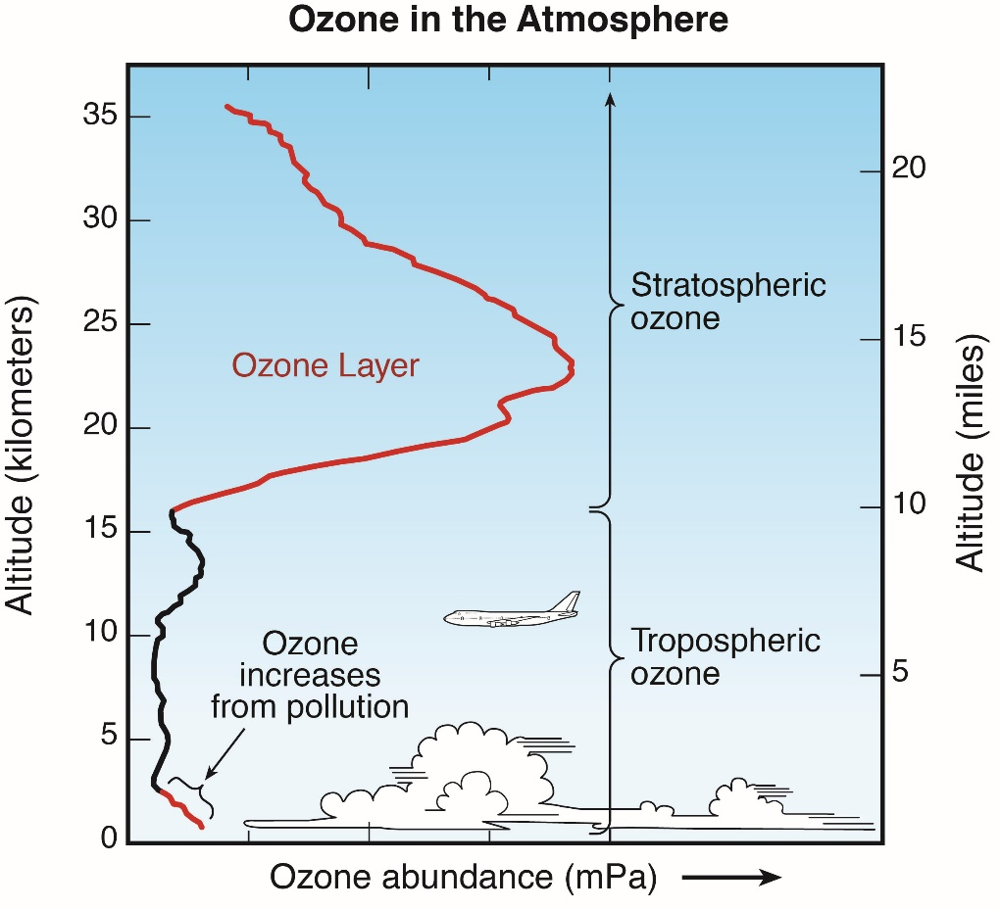 Ozone in the Atmosphere
35
30
25
20
15
10
5
0
Altitude (kilometers)
Ozone Layer
Stratospheric
ozone
Ozone
increases
from pollution
Tropospheric
ozone
20
15
10
5
Altitude (miles)
Ozone abundance (mPa)